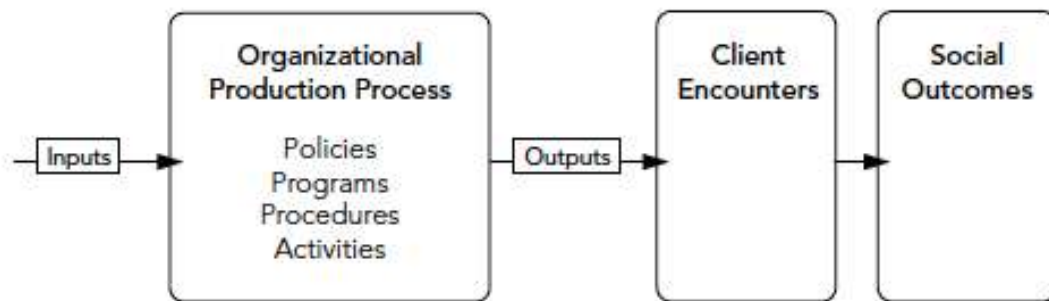 Inputs
Organizational
Production Process
Policies
Programs
Procedures
Activities
Outputs
Client
Encounters
Social
Outcomes